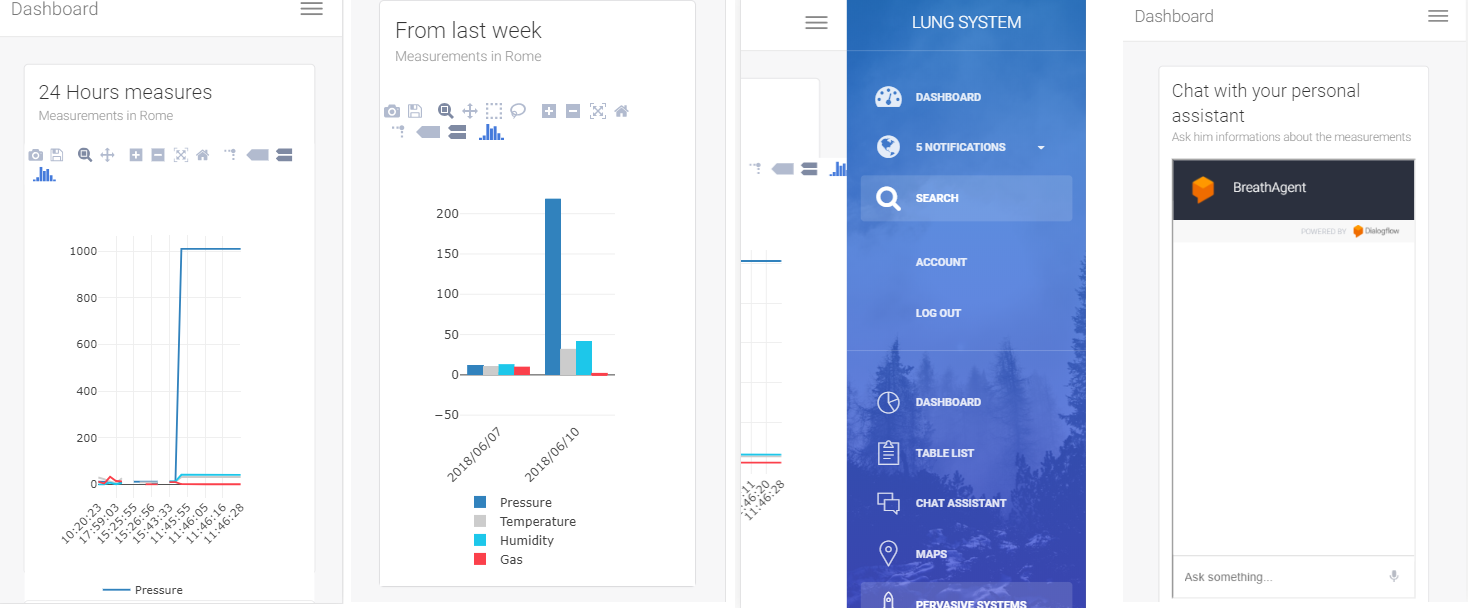 Dashboard
24 Hours measures
Measurements in Rome
1000
800
600
400
200
0
10:20:23
17:59:03
15:25:55
15:26:56
15:43:33
11:45:55
11:46:05
11:46:16
11:46:28
Pressure
From last week
Measurements in Rome
200
150
100
50
0
−50
2018/06/07
2018/06/10
Pressure
Temperature
Humidity
Gas
:11
:46:20
11:46:28
LUNG SYSTEM
DASHBOARD
5 NOTIFICATIONS
SEARCH
ACCOUNT
LOG OUT
DASHBOARD
TABLE LIST
CHAT ASSISTANT
MAPS
PERVASIVE SYSTEMS
Dashboard
Chat with your personal
assistant
Ask him informations about the measurements
BreathAgent
POWERED BY Dialogflow
Ask something...